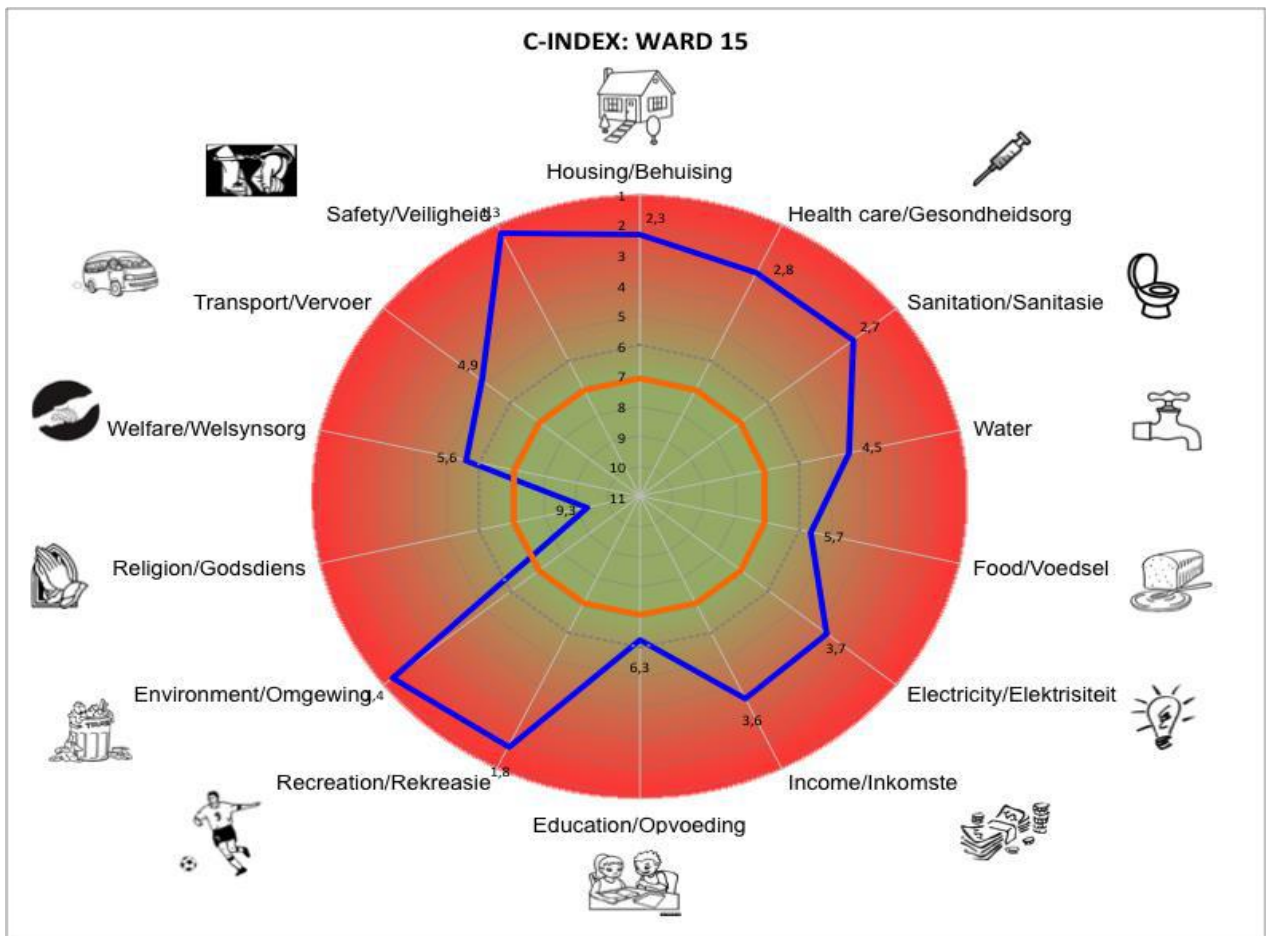 C-INDEX: WARD 15
Housing/Behuising
Health care/Gesondheidsorg
Sanitation/Sanitasie
Water
Food/Voedsel
Electricity/Elektrisiteit
Income/Inkomste
Education/Opvoeding
Recreation/Rekreasie
Environment/Omgewing
Religion/Godsdiens
Welfare/Welsynsorg
Transport/Vervoer
Safety/Veiligheid
1
2
3
4
5
6
7
8
9
10
11
2,3
2,8
2,7
4,5
5,7
3,7
3,6
6,3
1,8
9,3
5,6
4,9